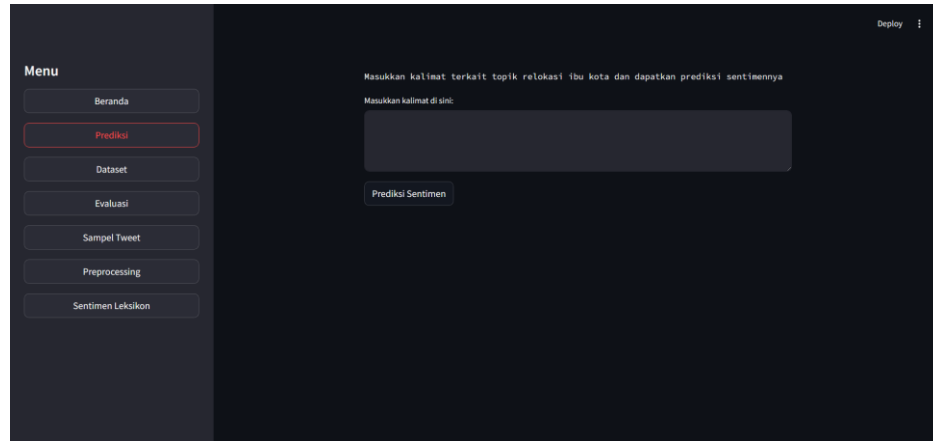 Deploy
Menu
Beranda
Prediksi
Dataset
Evaluasi
Sampel Tweet
Preprocessing
Sentimen Leksikon
Masukkan kalimat terkait topik relokasi ibu kota dan dapatkan prediksi sentimennya
Masukkan kalimat di sini:
Prediksi Sentimen